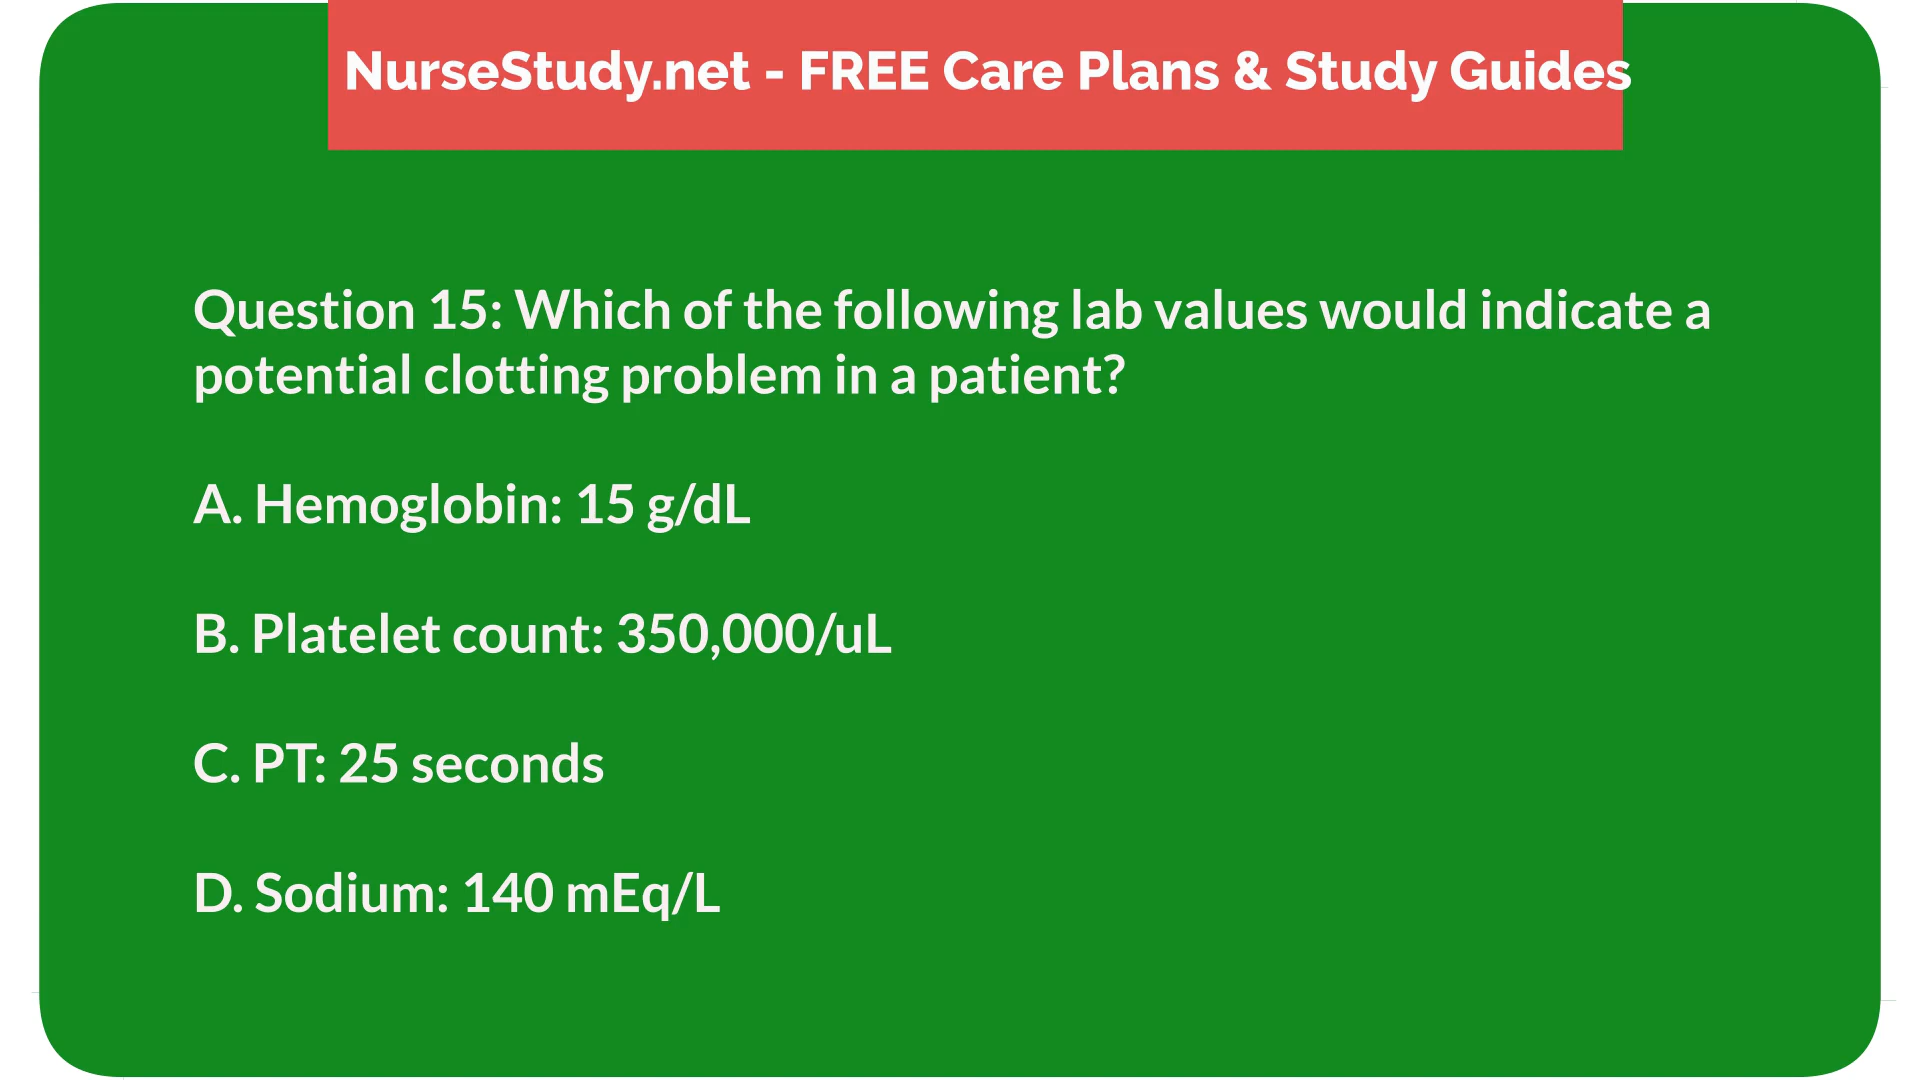 NurseStudy.net - FREE Care Plans & Study Guides
Question 15: Which of the following lab values would indicate a
potential clotting problem in a patient?
A. Hemoglobin: 15 g/dL
B. Platelet count: 350,000/uL
C. PT: 25 seconds
D. Sodium: 140 mEq/L